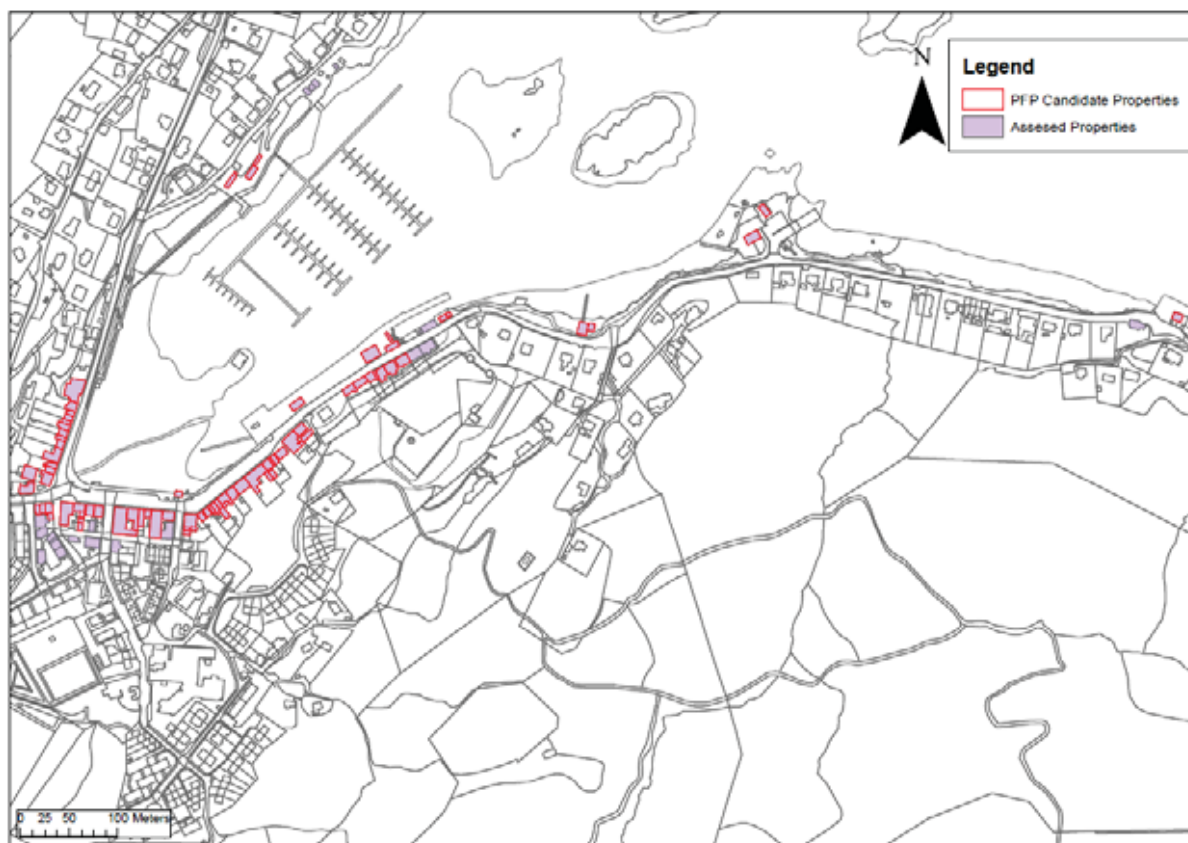 N
Legend
PFP Candidate Properties
Assesed Properties
0 25 50 100 Meters